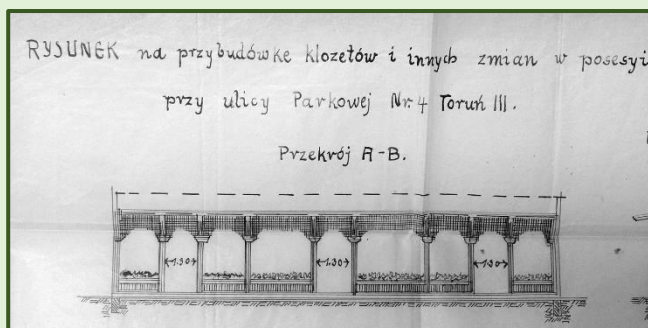 RYSUNEK na przybudówke klozetów i innych zmian w posesyi
przy ulicy Parkowej Nr. 4 Toruń III.
Przekrój A-B.
1.30 1.30 1.30